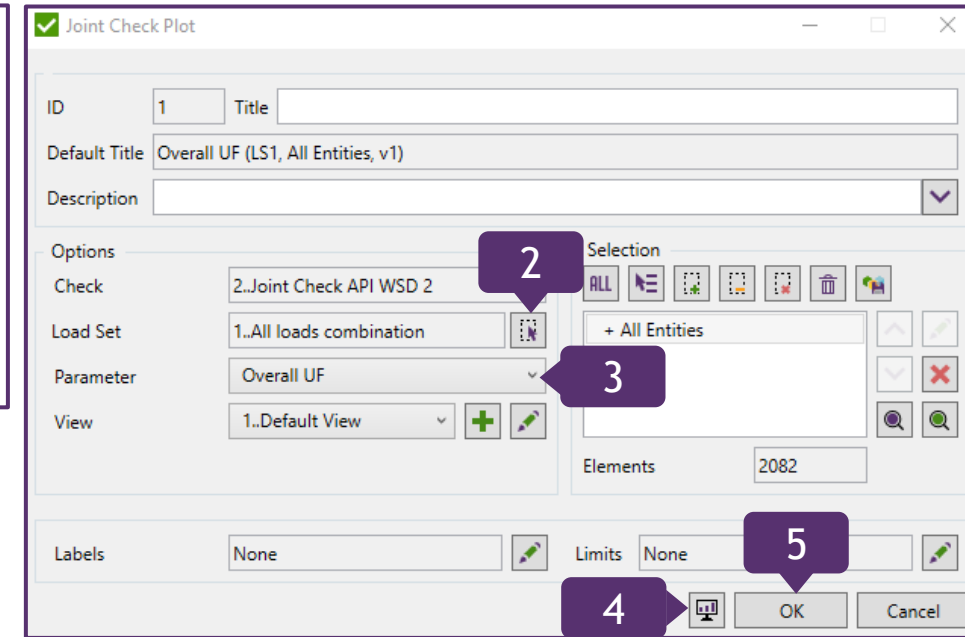 Joint Check Plot
ID 1 Title
Default Title Overall UF (LS1, All Entities, v1)
Description
Options
Check 2..Joint Check API WSD 2
Load Set 1..All loads combination
Parameter Overall UF
View 1..Default View
2
3
Selection
ALL
+ All Entities
Elements 2082
Labels None
Limits None
5
4
OK Cancel